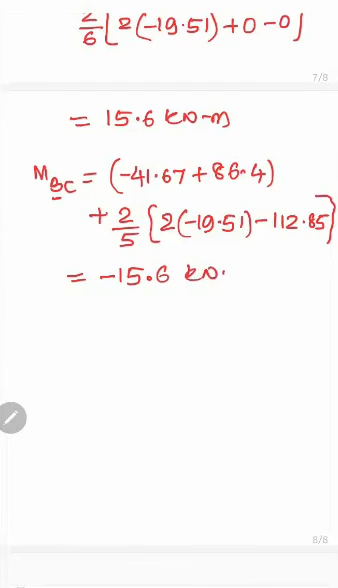 2/6 [2(-19.51) + 0 - 0]
7/8
= 15.6 kN-m
MBC = (-41.67 + 86.4)
+ 2/5 [2(-19.51) - 112.85]
= -15.6 kN.
8/8